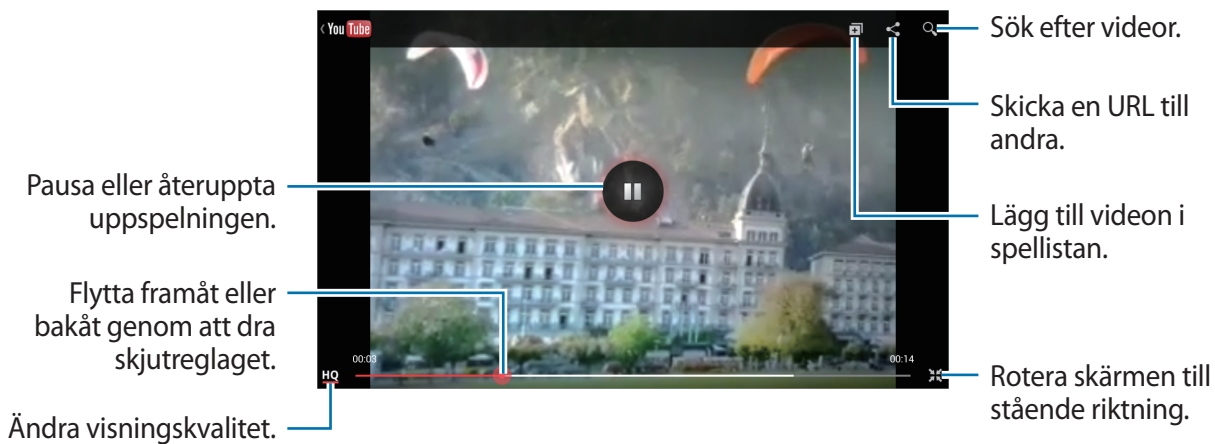 You Tube
Sök efter videor.
Skicka en URL till
andra.
Pausa eller återuppta
uppspelningen.
Lägg till videon i
spellistan.
Flytta framåt eller
bakåt genom att dra
skjutreglaget.
00:03
00:14
HQ
Rotera skärmen till
stående riktning.
Ändra visningskvalitet.